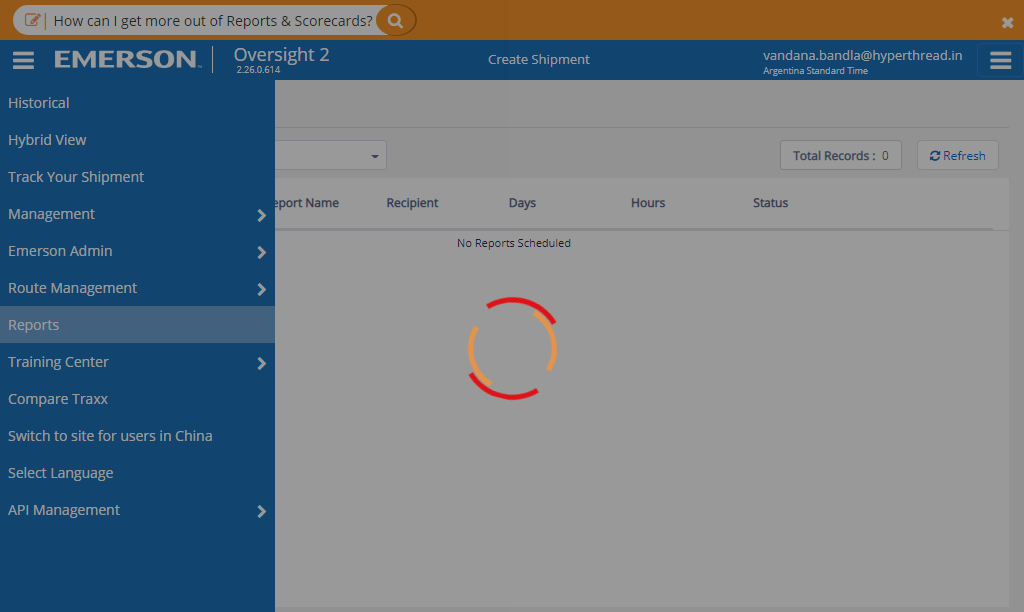 How can I get more out of Reports & Scorecards?
EMERSON
Oversight 2
2.26.0.614
Create Shipment
vandana.bandla@hyperthread.in
Argentina Standard Time
Historical
Hybrid View
Track Your Shipment
Management
Emerson Admin
Route Management
Reports
Training Center
Compare Traxx
Switch to site for users in China
Select Language
API Management
Total Records : 0
Refresh
eport Name Recipient Days Hours Status
No Reports Scheduled